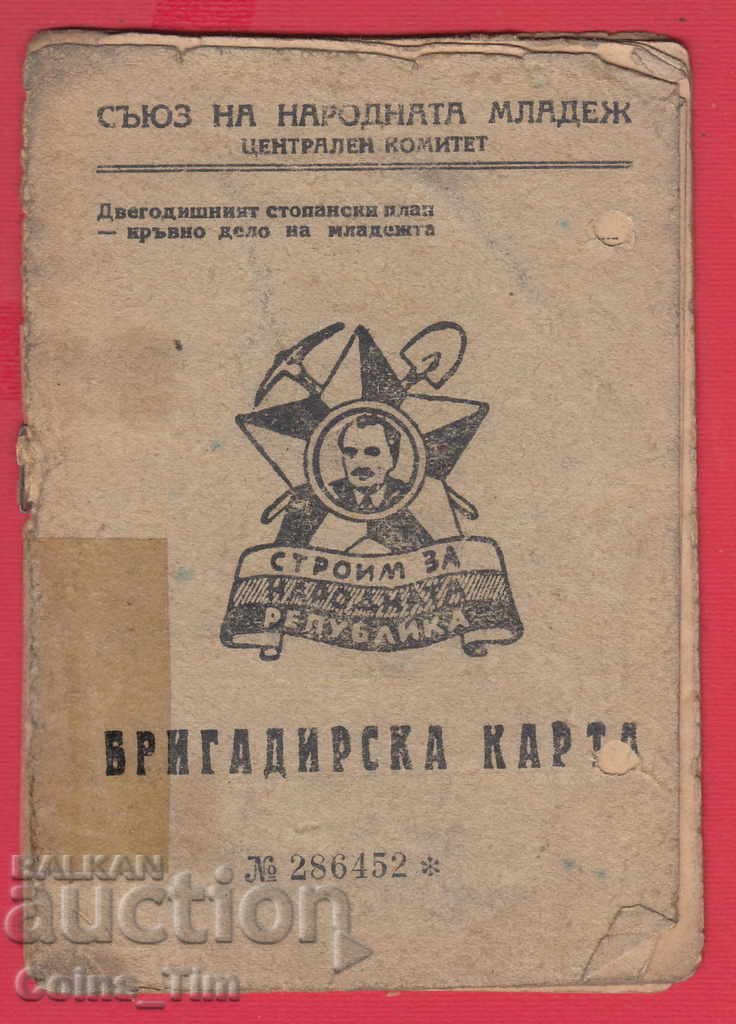 СЪЮЗ НА НАРОДНАТА МЛАДЕЖ
ЦЕНТРАЛЕН КОМИТЕТ
Двегодишният стопански план
— кръвно дело на младежта
СТРОИМ ЗА
НАРОДНАТА
РЕПУБЛИКА
БРИГАДИРСКА КАРТА
№ 286452 *
BALKAN
auction
Coins_Tim